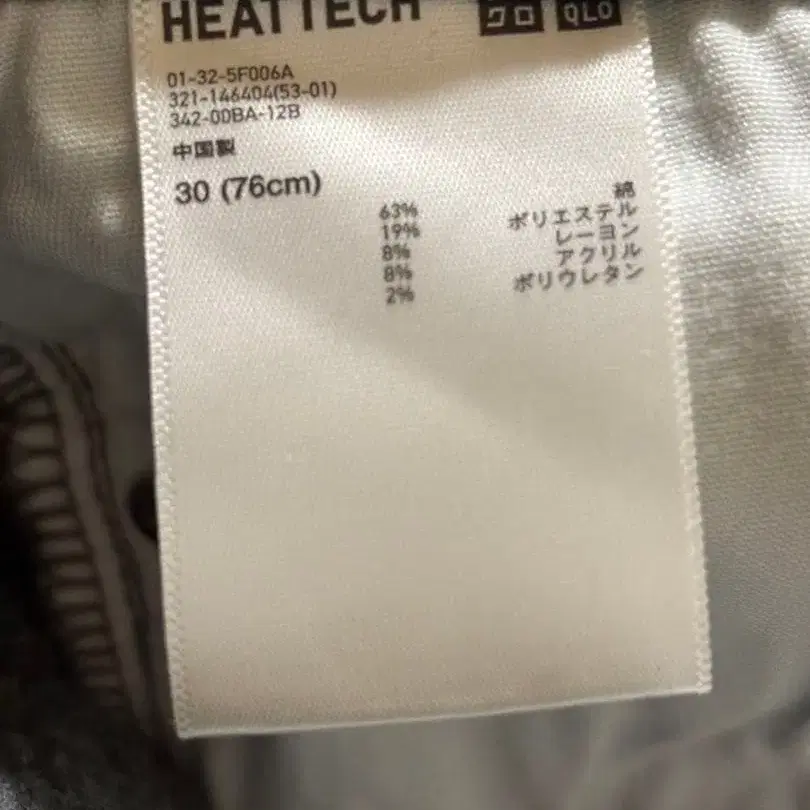 HEATTECH
クロ QLO
01-32-5F006A
321-146404(53-01)
342-00BA-12B
中国製
30 (76cm)
綿 63%
ポリエステル 19%
レーヨン 8%
アクリル 8%
ポリウレタン 2%